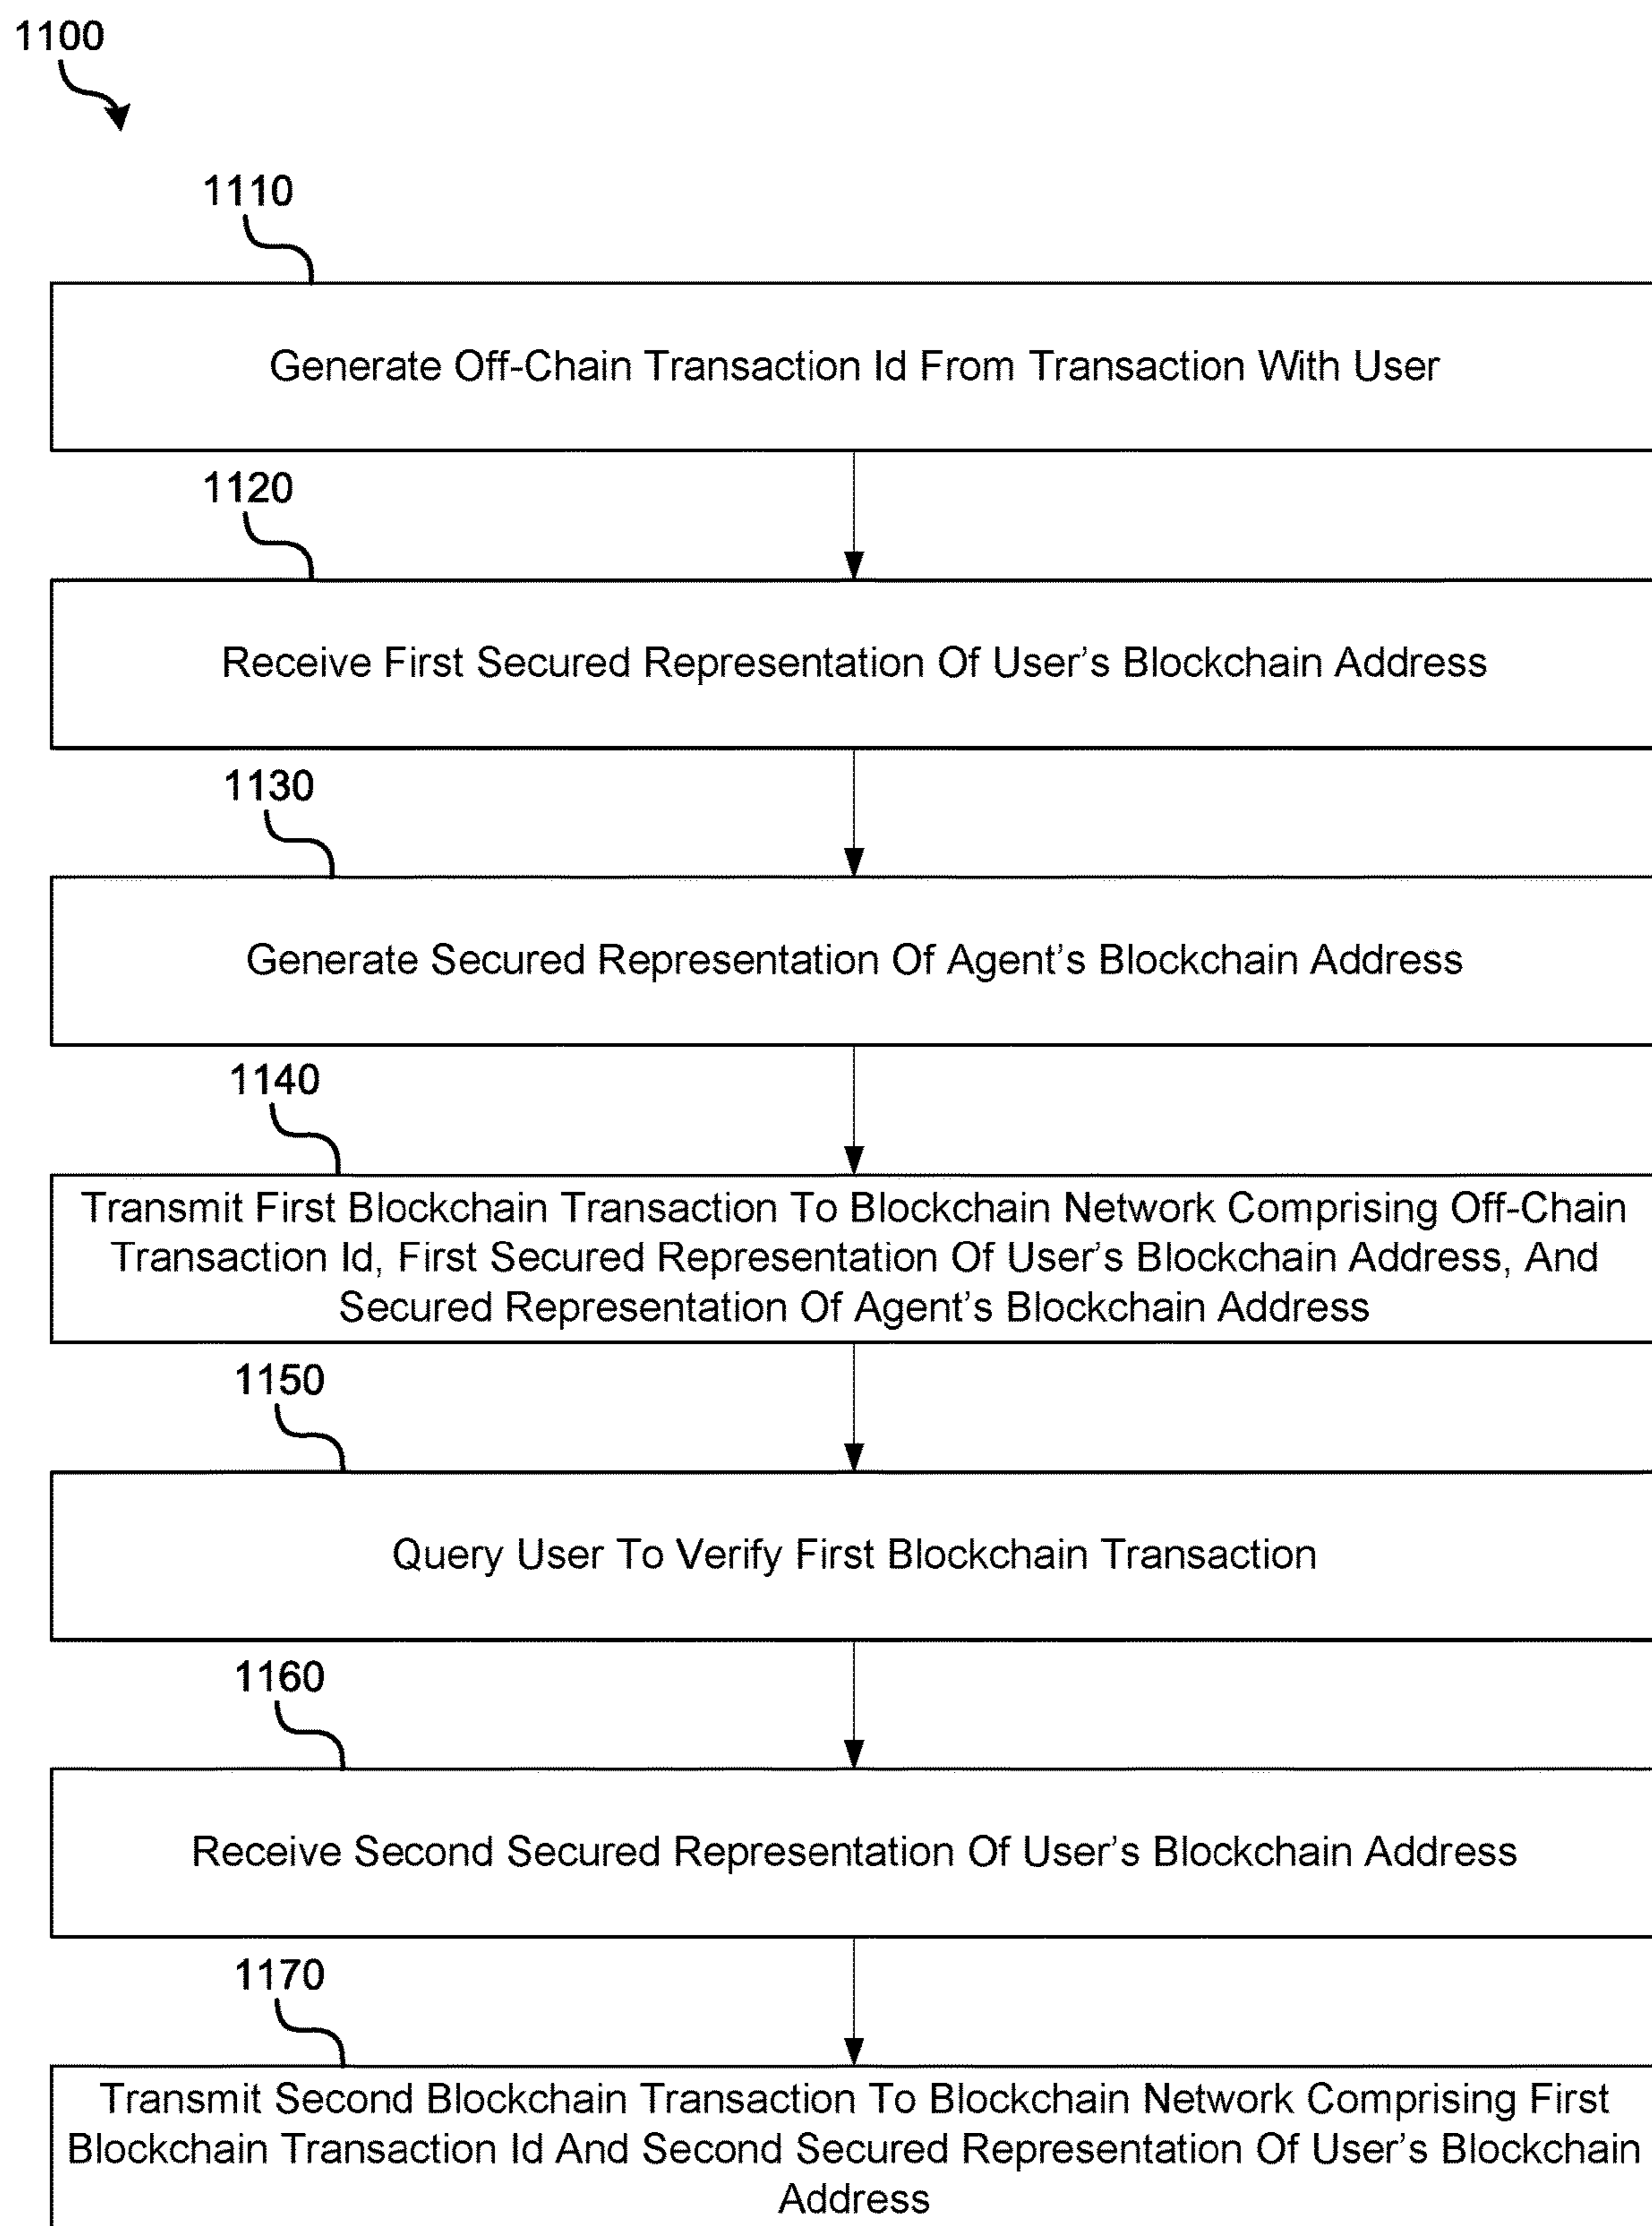 1100
1110
Generate Off-Chain Transaction Id From Transaction With User
1120
Receive First Secured Representation Of User's Blockchain Address
1130
Generate Secured Representation Of Agent's Blockchain Address
1140
Transmit First Blockchain Transaction To Blockchain Network Comprising Off-Chain
Transaction Id, First Secured Representation Of User's Blockchain Address, And
Secured Representation Of Agent's Blockchain Address
1150
Query User To Verify First Blockchain Transaction
1160
Receive Second Secured Representation Of User's Blockchain Address
1170
Transmit Second Blockchain Transaction To Blockchain Network Comprising First
Blockchain Transaction Id And Second Secured Representation Of User's Blockchain
Address